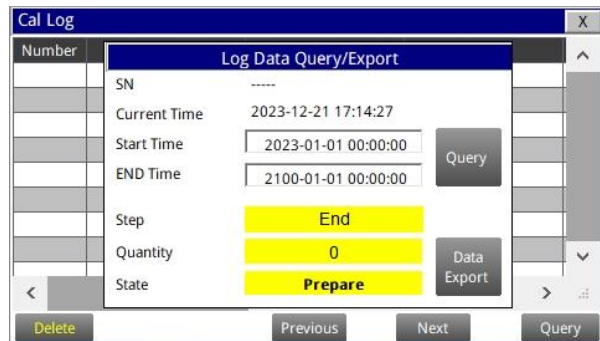 Cal Log X
Number
Log Data Query/Export
SN -----
Current Time 2023-12-21 17:14:27
Start Time 2023-01-01 00:00:00
Query
END Time 2100-01-01 00:00:00
Step End
Quantity 0
Data
Export
State Prepare
Delete Previous Next Query